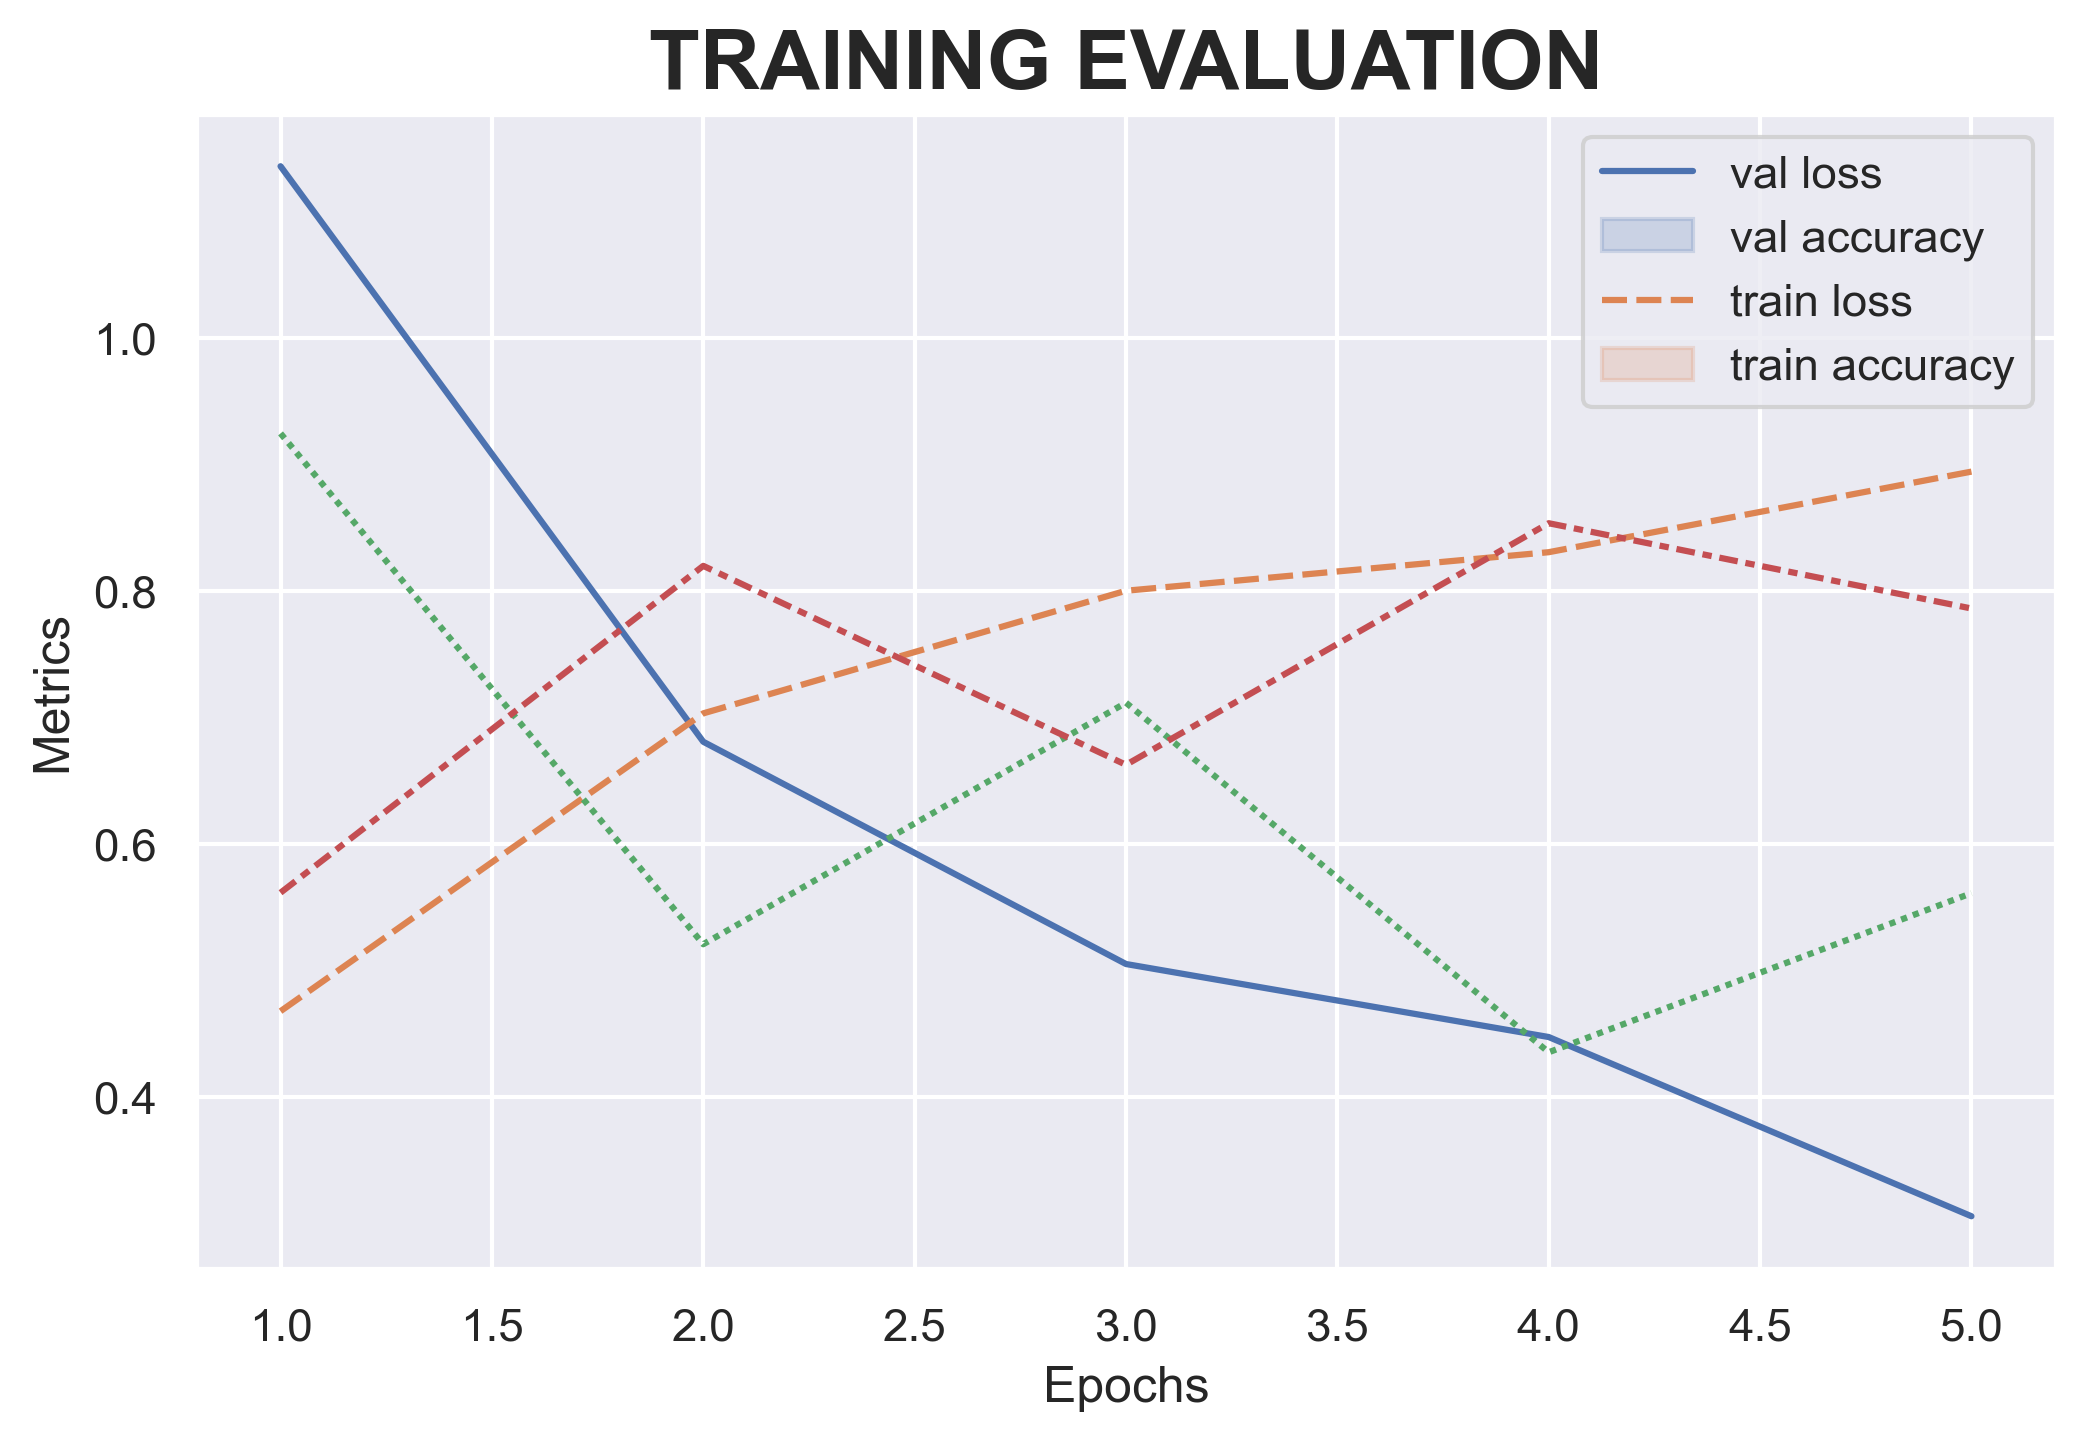 TRAINING EVALUATION
val loss
val accuracy
train loss
train accuracy
1.0
0.8
0.6
0.4
Metrics
1.0 1.5 2.0 2.5 3.0 3.5 4.0 4.5 5.0
Epochs